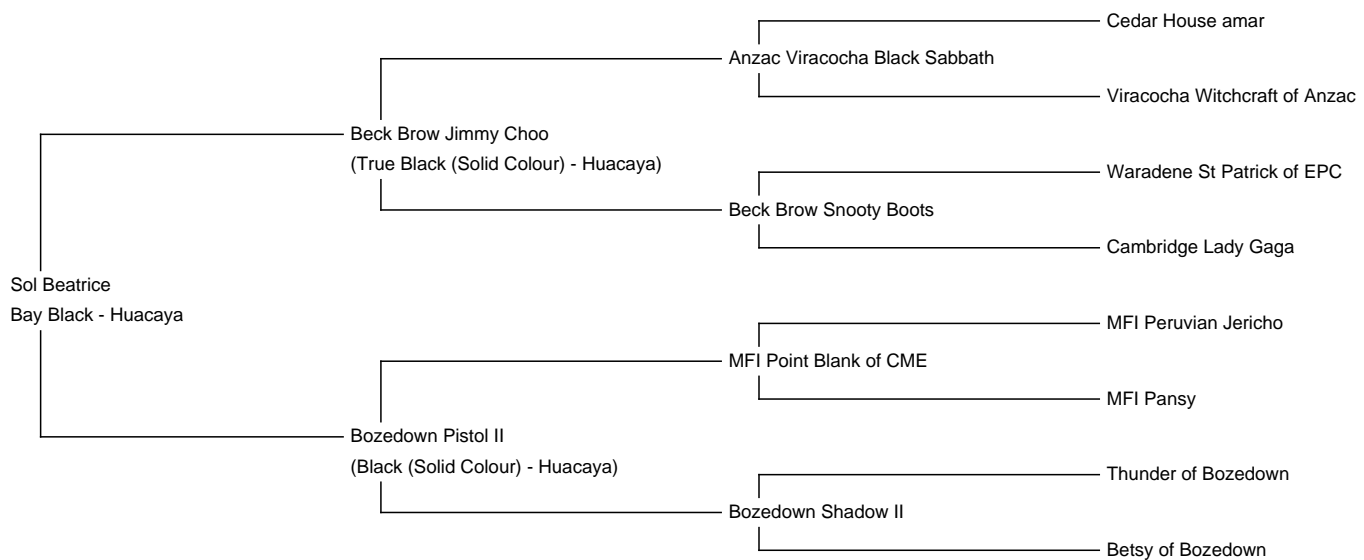 Cedar House amar
Anzac Viracocha Black Sabbath
Viracocha Witchcraft of Anzac
Beck Brow Jimmy Choo
(True Black (Solid Colour) - Huacaya)
Waradene St Patrick of EPC
Beck Brow Snooty Boots
Cambridge Lady Gaga
Sol Beatrice
Bay Black - Huacaya
MFI Peruvian Jericho
MFI Point Blank of CME
MFI Pansy
Bozedown Pistol II
(Black (Solid Colour) - Huacaya)
Thunder of Bozedown
Bozedown Shadow II
Betsy of Bozedown